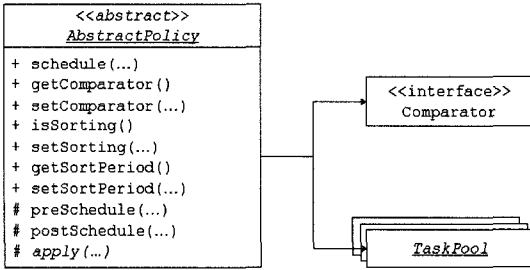 <<abstract>>
AbstractPolicy
+ schedule(...)
+ getComparator()
+ setComparator(...)
+ isSorting()
+ setSorting(...)
+ getSortPeriod()
+ setSortPeriod(...)
# preSchedule(...)
# postSchedule(...)
# apply(...)
<<interface>>
Comparator
TaskPool